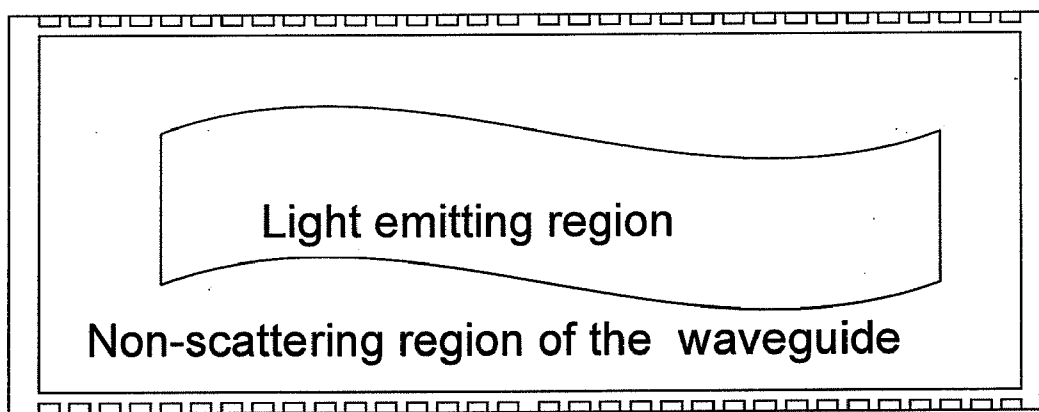 Light emitting region
Non-scattering region of the waveguide